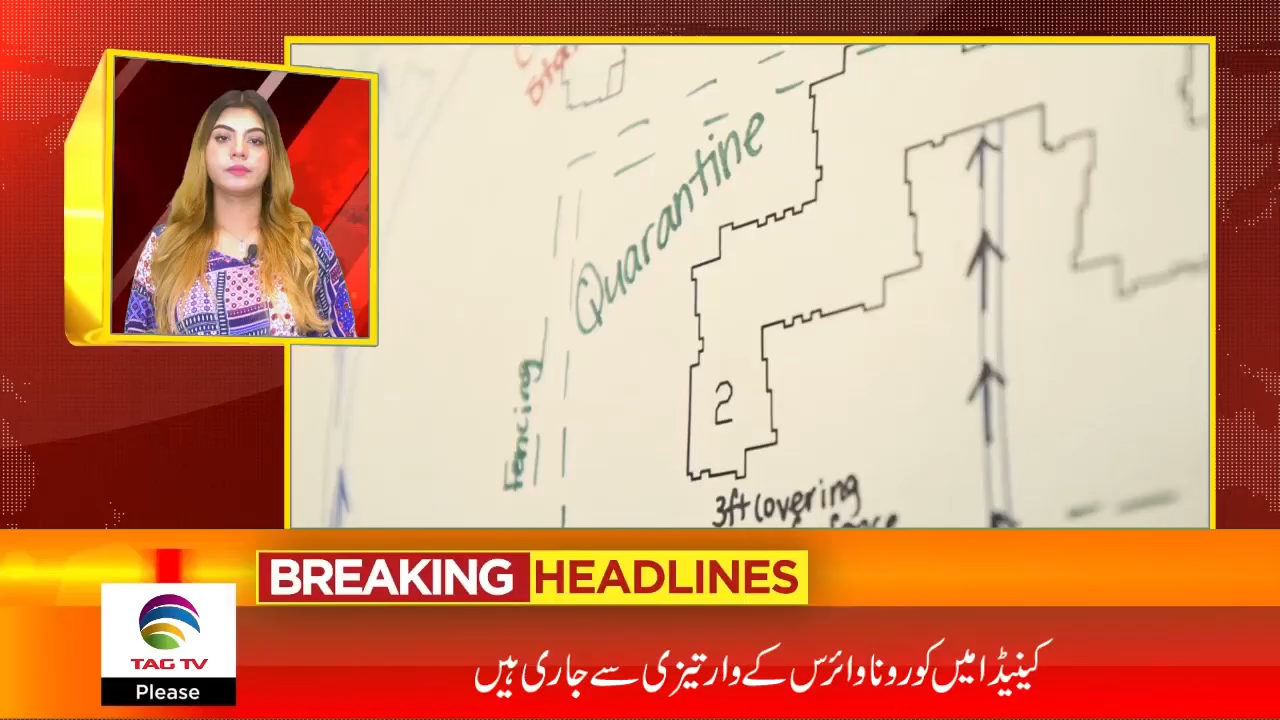 Quarantine
Fencing
2
3ft covering
fence
BREAKING HEADLINES
TAG TV
Please
کینیڈا میں کورونا وائرس کے وار تیزی سے جاری ہیں